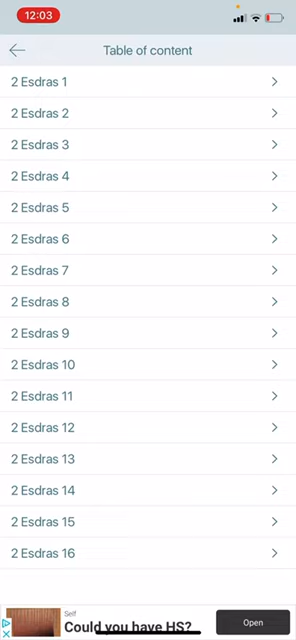 12:03
Table of content
2 Esdras 1
2 Esdras 2
2 Esdras 3
2 Esdras 4
2 Esdras 5
2 Esdras 6
2 Esdras 7
2 Esdras 8
2 Esdras 9
2 Esdras 10
2 Esdras 11
2 Esdras 12
2 Esdras 13
2 Esdras 14
2 Esdras 15
2 Esdras 16
Self
Could you have HS?
Open